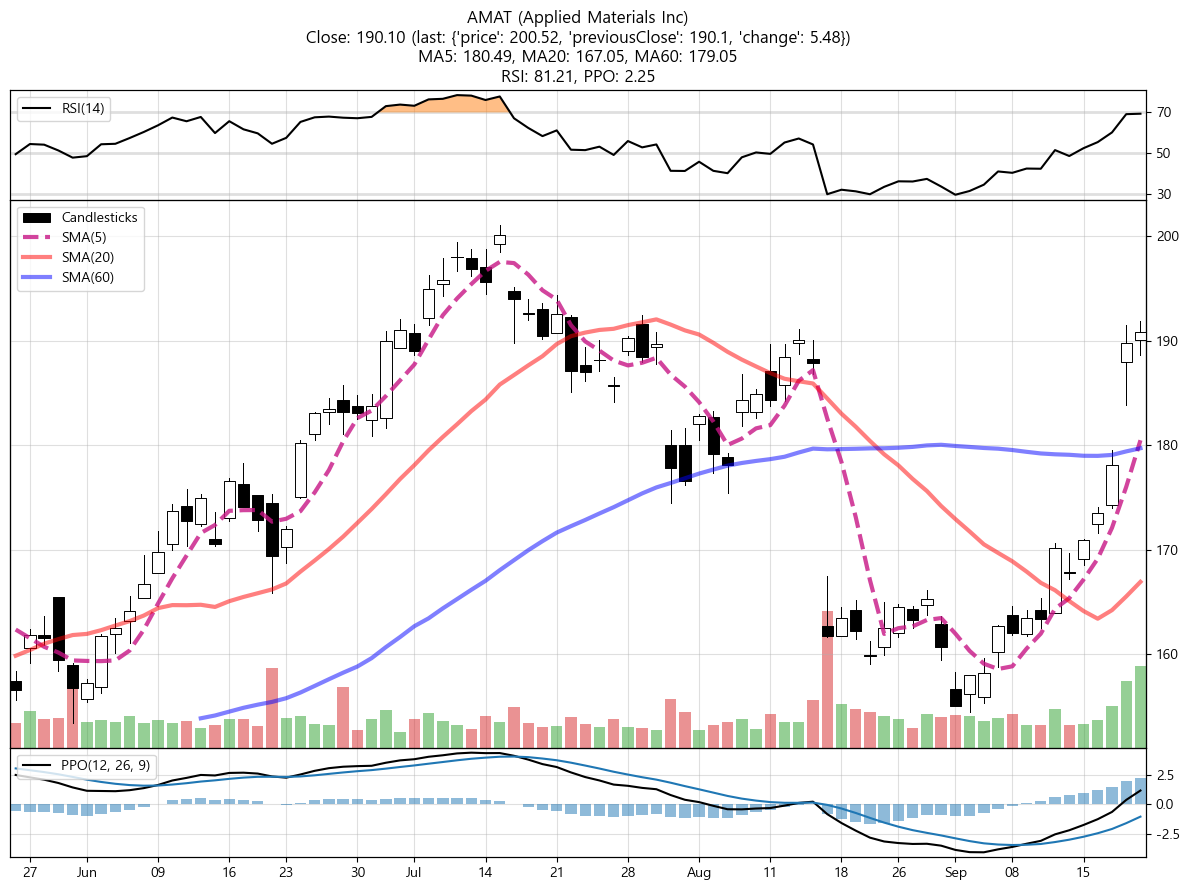 AMAT (Applied Materials Inc)
Close: 190.10 (last: {'price': 200.52, 'previousClose': 190.1, 'change': 5.48})
MA5: 180.49, MA20: 167.05, MA60: 179.05
RSI: 81.21, PPO: 2.25
RSI(14)
70
50
30
Candlesticks
SMA(5)
SMA(20)
SMA(60)
200
190
180
170
160
PPO(12, 26, 9)
2.5
0.0
-2.5
27 Jun 09 16 23 30 Jul 14 21 28 Aug 11 18 26 Sep 08 15